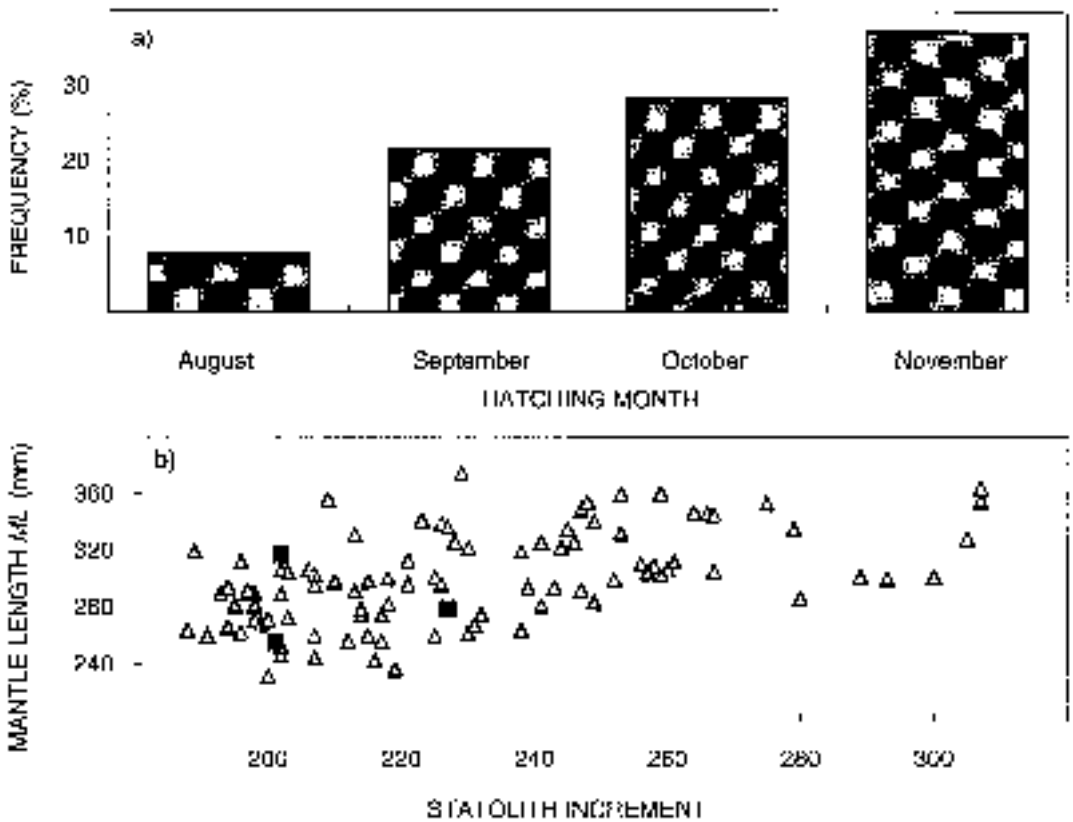 a)
FREQUENCY (%)
30
20
10
August September October November
HATCHING MONTH
b)
MANTLE LENGTH ML (mm)
360
320
280
240
200 220 240 260 280 300
STATOLITH INCREMENT